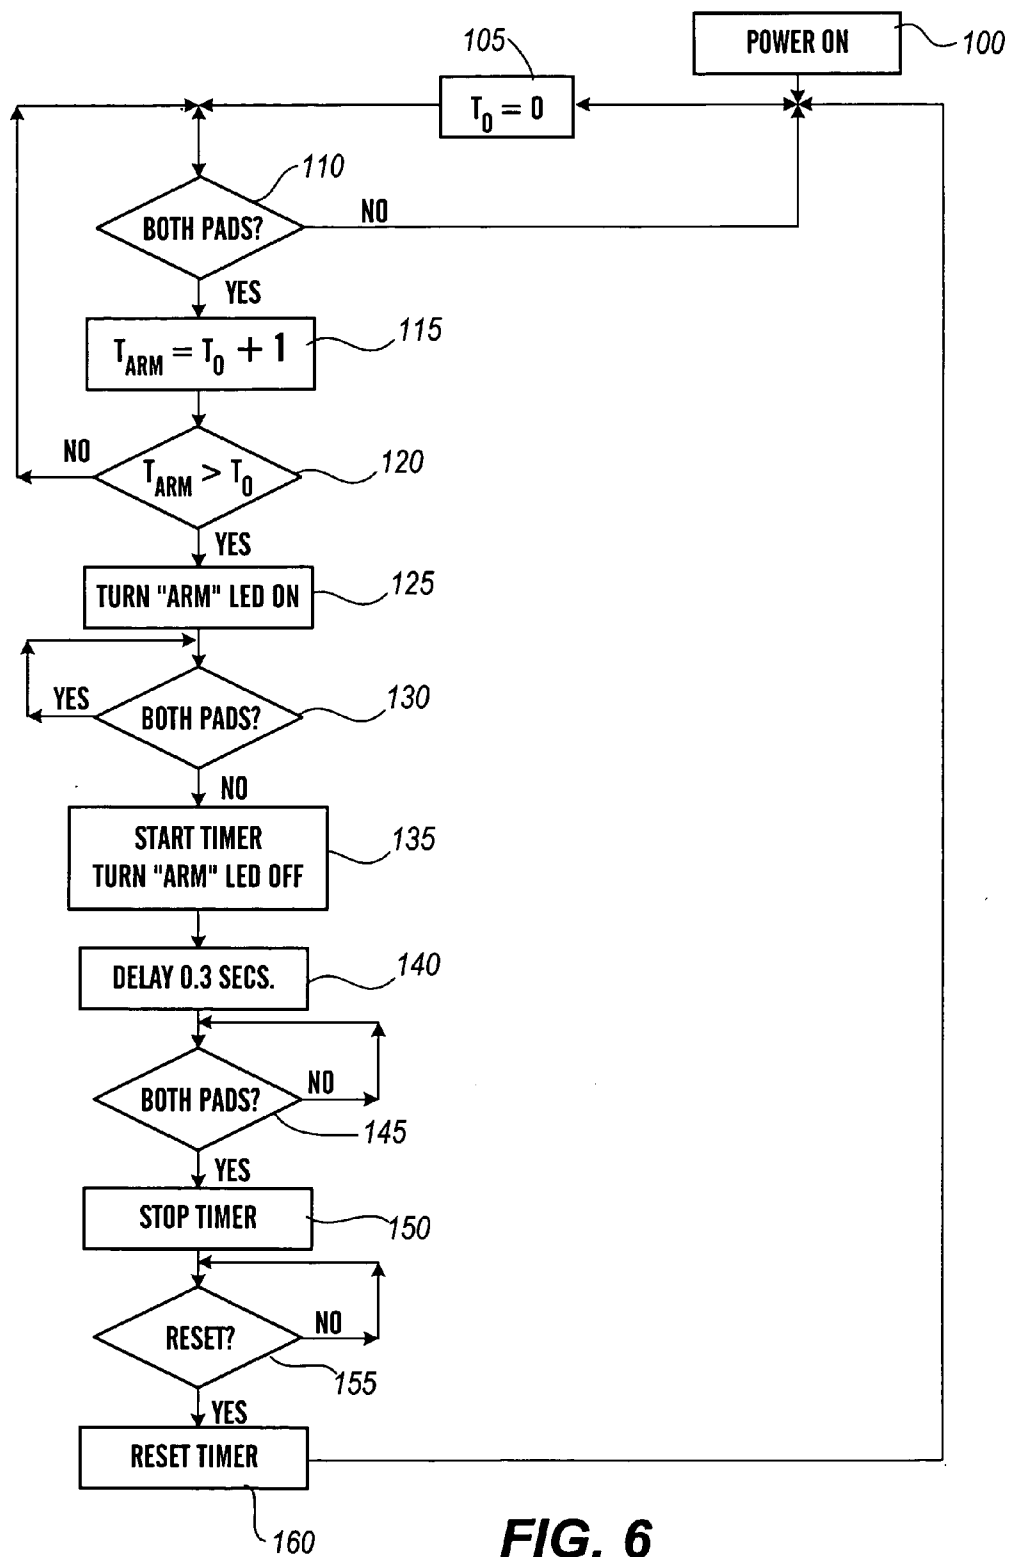 POWER ON
100
105
T0 = 0
110
BOTH PADS?
NO
YES
115
TARM = T0 + 1
NO
120
TARM > T0
YES
125
TURN "ARM" LED ON
YES
130
BOTH PADS?
NO
135
START TIMER
TURN "ARM" LED OFF
140
DELAY 0.3 SECS.
BOTH PADS?
NO
145
YES
STOP TIMER
150
RESET?
NO
155
YES
RESET TIMER
160
FIG. 6